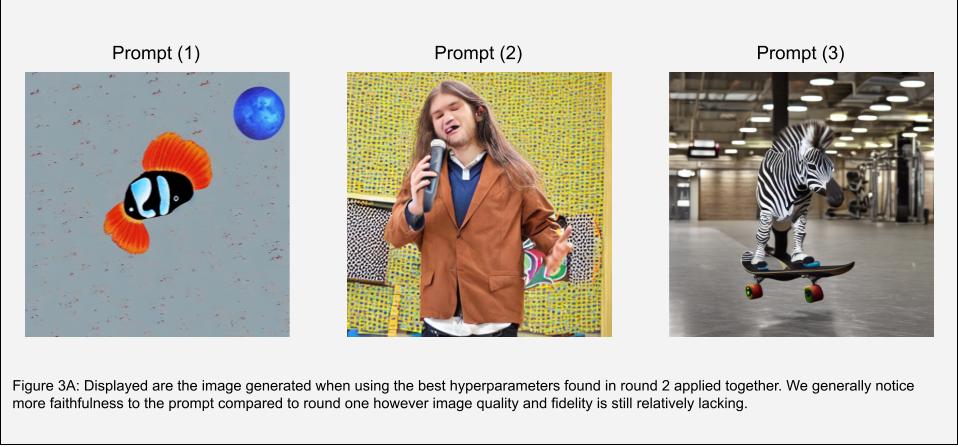 Prompt (1)
Prompt (2)
Prompt (3)
Figure 3A: Displayed are the image generated when using the best hyperparameters found in round 2 applied together. We generally notice
more faithfulness to the prompt compared to round one however image quality and fidelity is still relatively lacking.